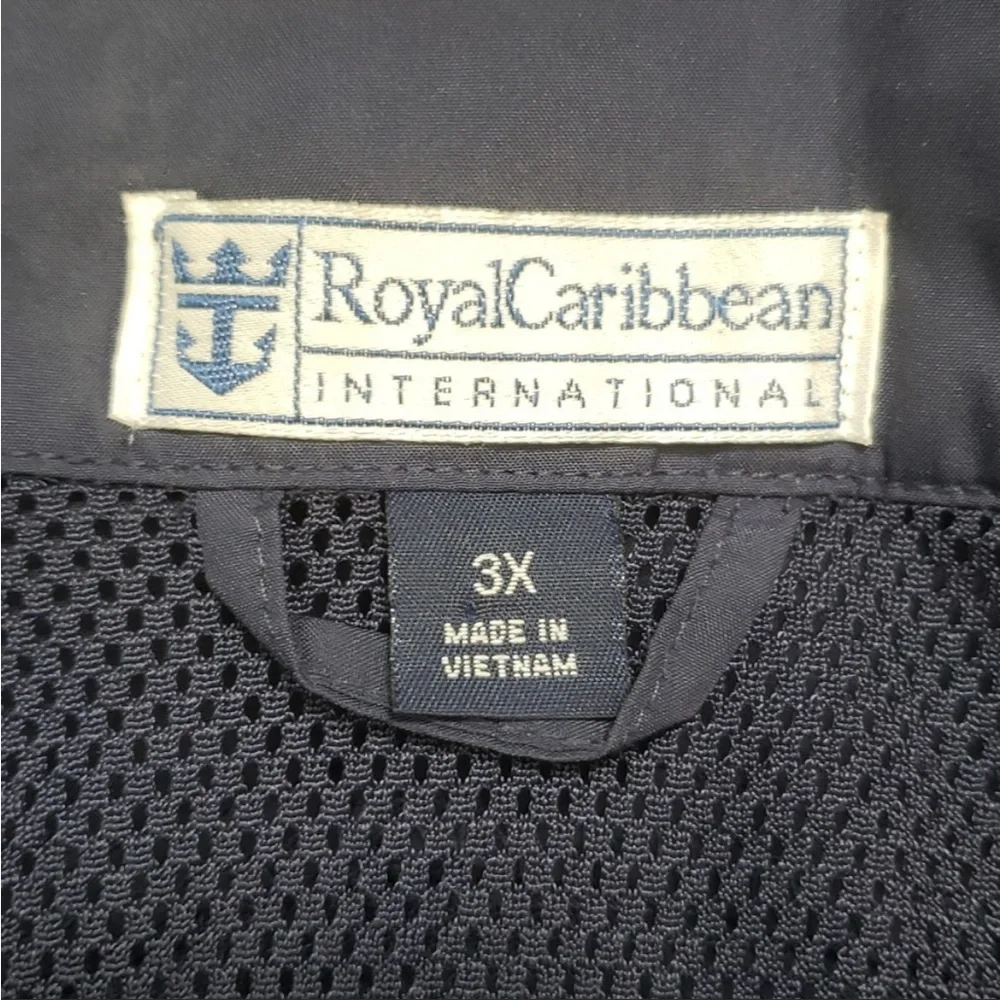 RoyalCaribbean
INTERNATIONAL
3X
MADE IN
VIETNAM